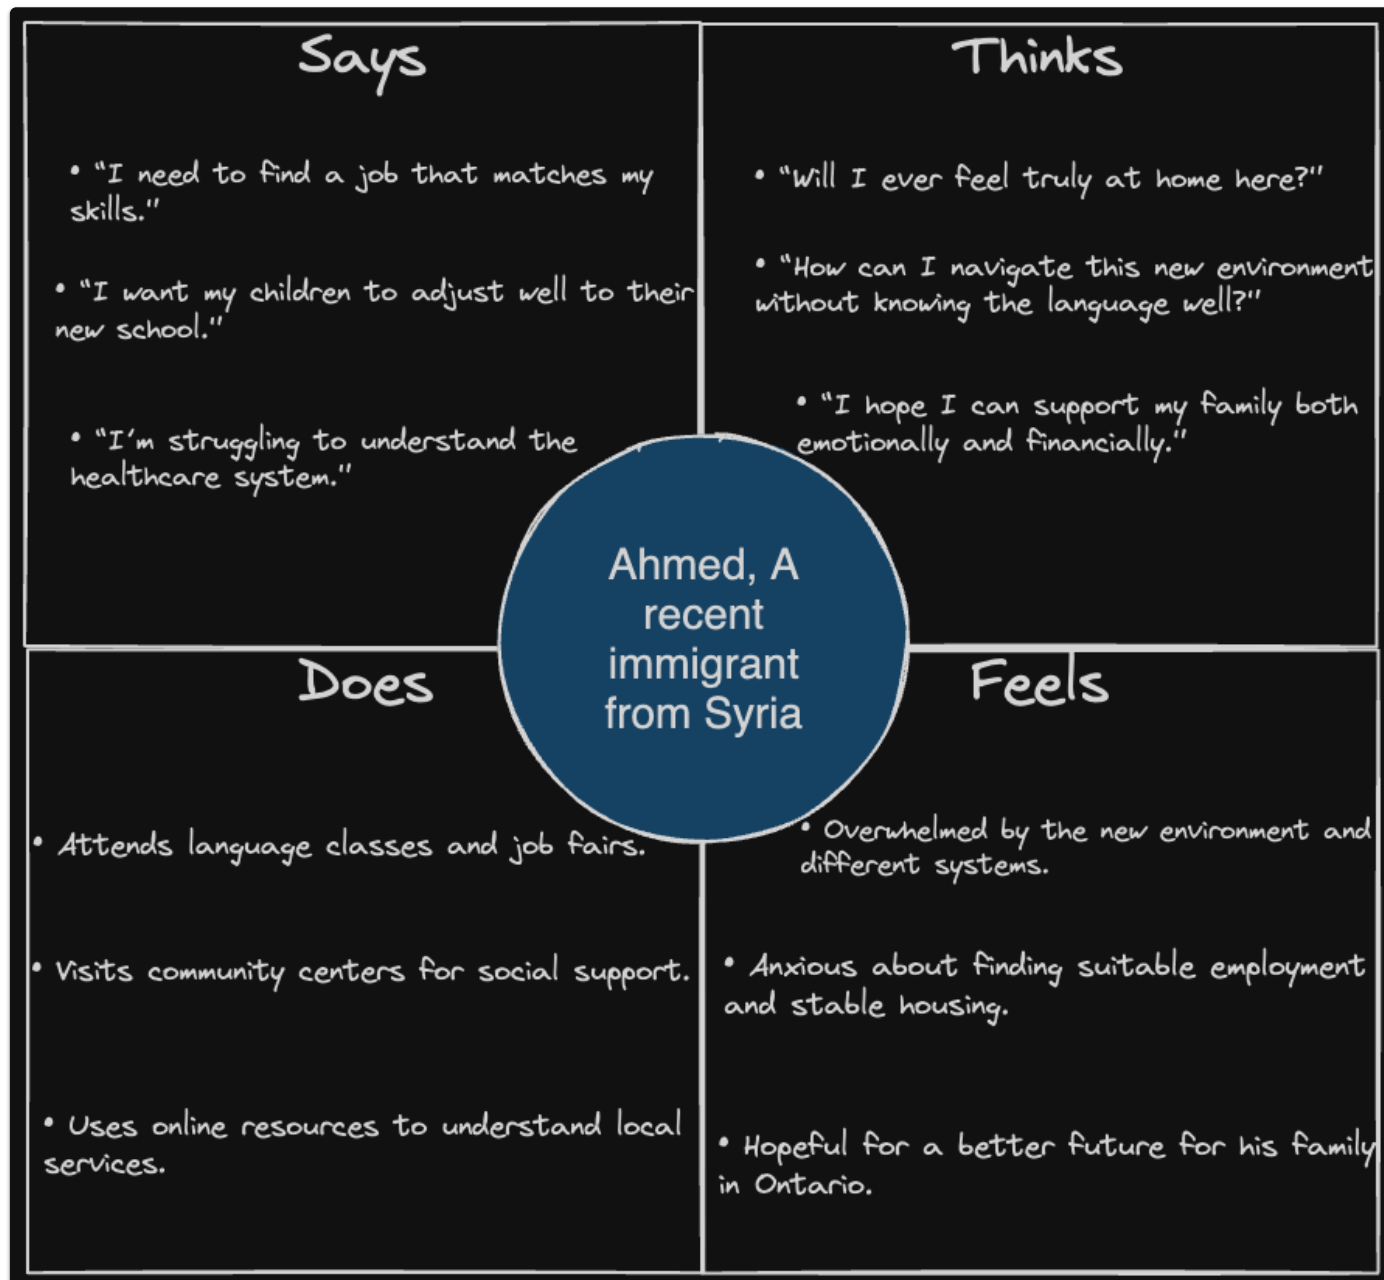 Says
• "I need to find a job that matches my
skills."
• "I want my children to adjust well to their
new school."
• "I'm struggling to understand the
healthcare system."
Thinks
• "Will I ever feel truly at home here?"
• "How can I navigate this new environment
without knowing the language well?"
• "I hope I can support my family both
emotionally and financially."
Ahmed, A
recent
immigrant
from Syria
Does
• Attends language classes and job fairs.
• Visits community centers for social support.
• Uses online resources to understand local
services.
Feels
• Overwhelmed by the new environment and
different systems.
• Anxious about finding suitable employment
and stable housing.
• Hopeful for a better future for his family
in Ontario.